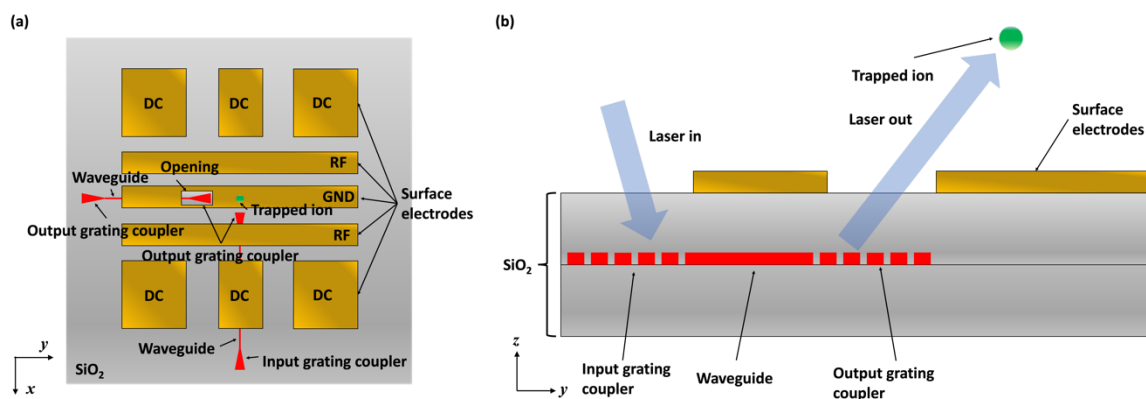 (a)
DC
DC
DC
RF
Opening
Waveguide
GND
Trapped ion
Surface
electrodes
Output grating coupler
RF
Output grating coupler
DC
DC
DC
Waveguide
Input grating coupler
y
x
SiO2
(b)
Trapped ion
Laser in
Laser out
Surface
electrodes
SiO2
Input grating
coupler
Waveguide
Output grating
coupler
z
y